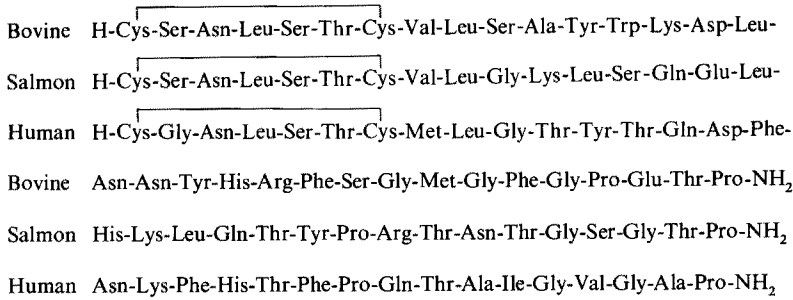 Bovine H-Cys-Ser-Asn-Leu-Ser-Thr-Cys-Val-Leu-Ser-Ala-Tyr-Trp-Lys-Asp-Leu-
Salmon H-Cys-Ser-Asn-Leu-Ser-Thr-Cys-Val-Leu-Gly-Lys-Leu-Ser-Gln-Glu-Leu-
Human H-Cys-Gly-Asn-Leu-Ser-Thr-Cys-Met-Leu-Gly-Thr-Tyr-Thr-Gln-Asp-Phe-
Bovine Asn-Asn-Tyr-His-Arg-Phe-Ser-Gly-Met-Gly-Phe-Gly-Pro-Glu-Thr-Pro-NH₂
Salmon His-Lys-Leu-Gln-Thr-Tyr-Pro-Arg-Thr-Asn-Thr-Gly-Ser-Gly-Thr-Pro-NH₂
Human Asn-Lys-Phe-His-Thr-Phe-Pro-Gln-Thr-Ala-Ile-Gly-Val-Gly-Ala-Pro-NH₂